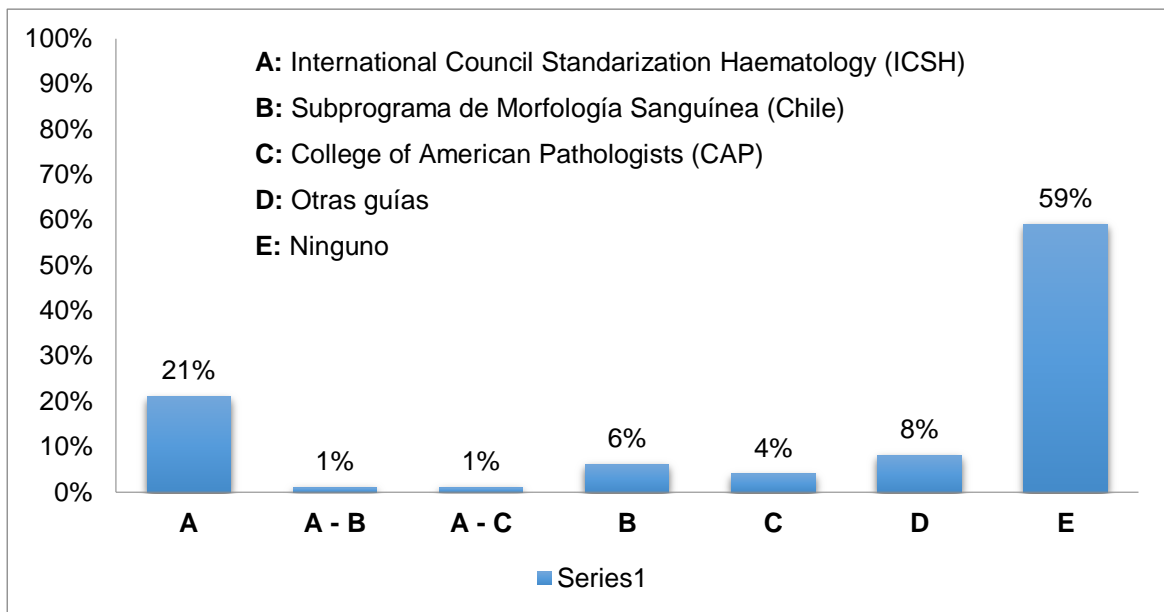 100%
90%
80%
70%
60%
50%
40%
30%
20%
10%
0%
A: International Council Standarization Haematology (ICSH)
B: Subprograma de Morfología Sanguínea (Chile)
C: College of American Pathologists (CAP)
D: Otras guías
E: Ninguno
21%
1%
1%
6%
4%
8%
59%
A
A - B
A - C
B
C
D
E
Series1